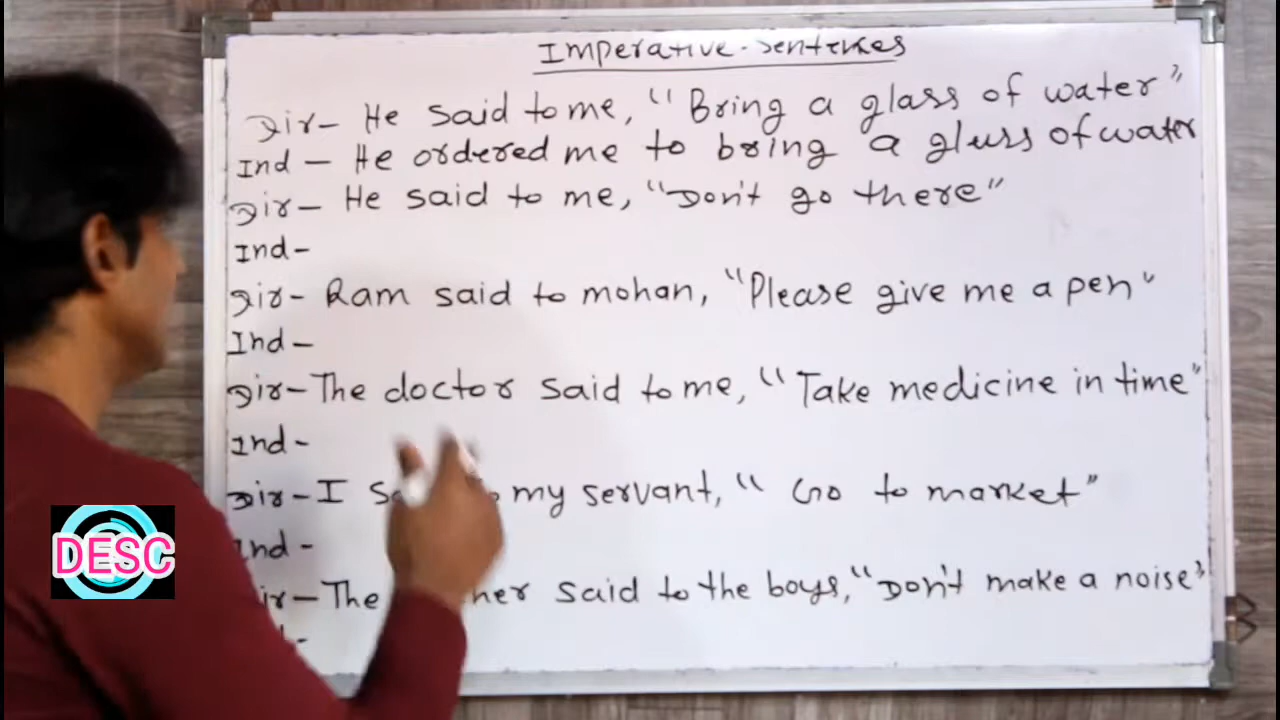 Imperative-sentences
Dir- He said to me, "Bring a glass of water"
Ind- He ordered me to bring a glass of water
Dir- He said to me, "Don't go there"
Ind-
Dir- Ram said to mohan, "Please give me a pen"
Ind-
Dir- The doctor said to me, "Take medicine in time"
Ind-
Dir- I my servant, "Go to market"
Ind-
Dir- The said to the boys, "Don't make a noise"
DESC